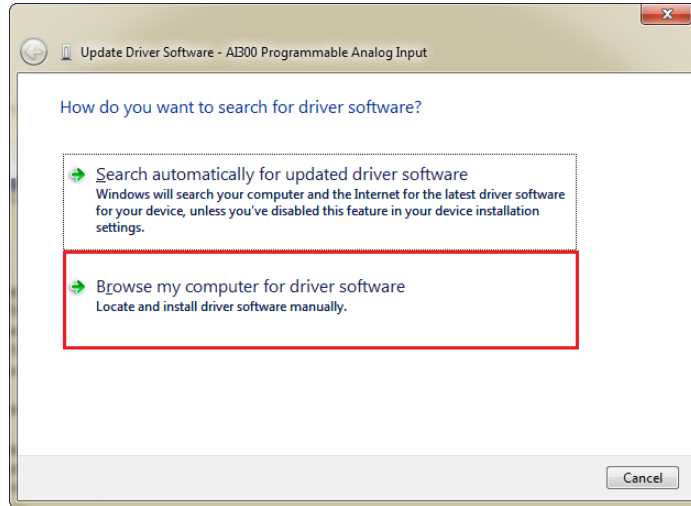 Update Driver Software - AI300 Programmable Analog Input
How do you want to search for driver software?
Search automatically for updated driver software
Windows will search your computer and the Internet for the latest driver software
for your device, unless you've disabled this feature in your device installation
settings.
Browse my computer for driver software
Locate and install driver software manually.
Cancel